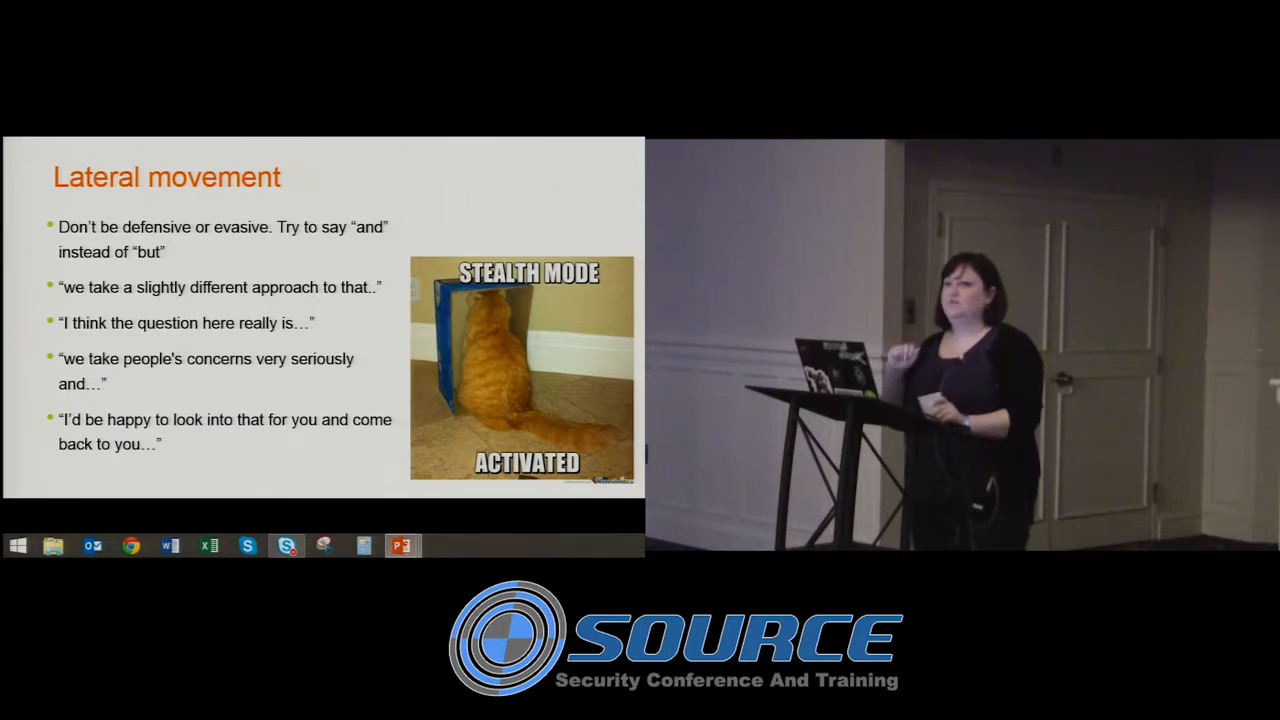 Lateral movement
Don’t be defensive or evasive. Try to say “and”
instead of “but”
“we take a slightly different approach to that..”
“I think the question here really is…”
“we take people's concerns very seriously
and…”
“I’d be happy to look into that for you and come
back to you…”
STEALTH MODE
ACTIVATED
SOURCE
Security Conference And Training